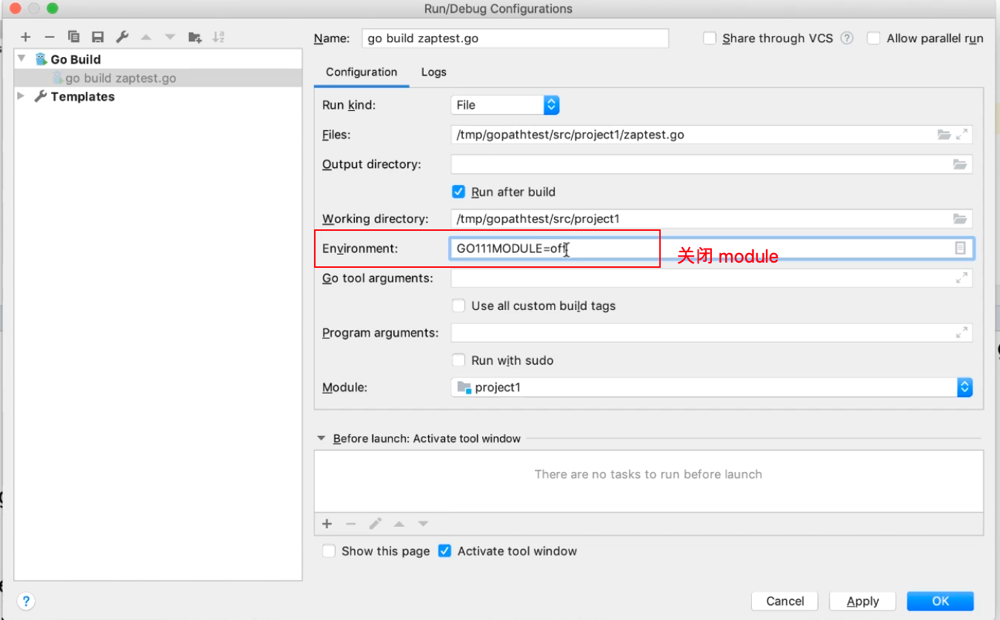 Run/Debug Configurations
Name: go build zaptest.go Share through VCS ? Allow parallel run
Go Build
go build zaptest.go
Templates
Configuration Logs
Run kind: File
Files: /tmp/gopathtest/src/project1/zaptest.go
Output directory:
Run after build
Working directory: /tmp/gopathtest/src/project1
Environment: GO111MODULE=off
关闭 module
Go tool arguments:
Use all custom build tags
Program arguments:
Run with sudo
Module: project1
Before launch: Activate tool window
There are no tasks to run before launch
Show this page Activate tool window
? Cancel Apply OK